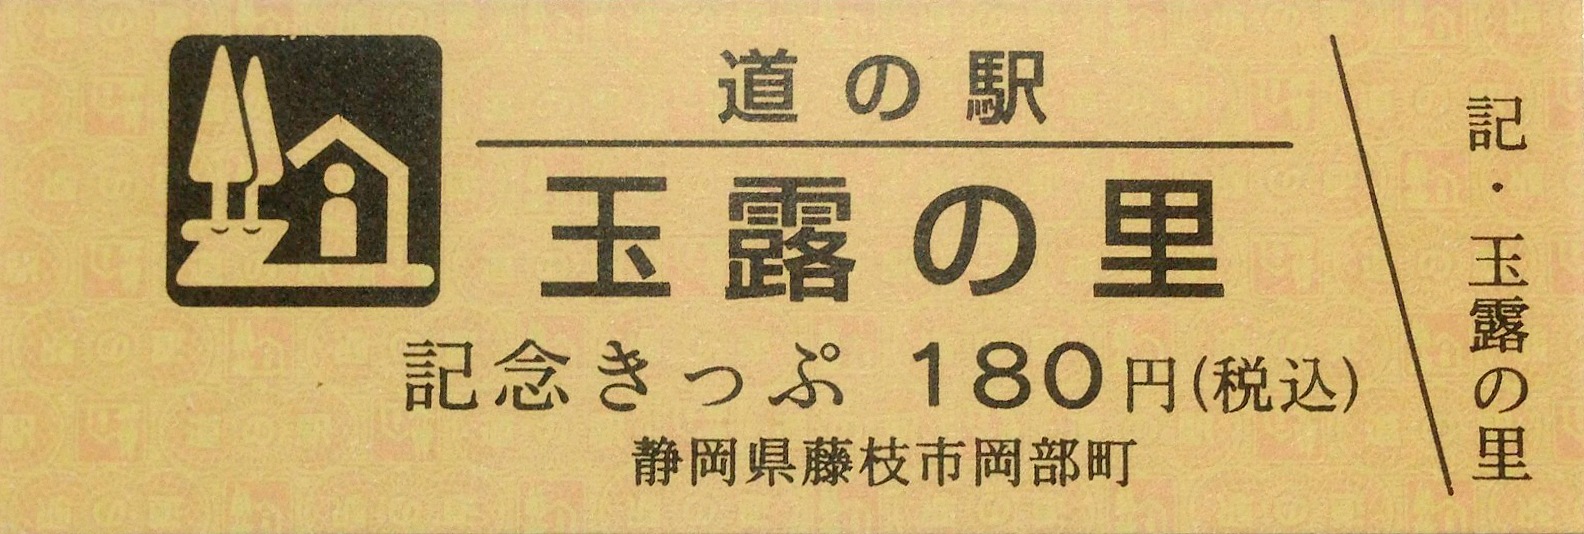 道の駅
玉露の里
記念きっぷ 180円(税込)
静岡県藤枝市岡部町
記・玉露の里